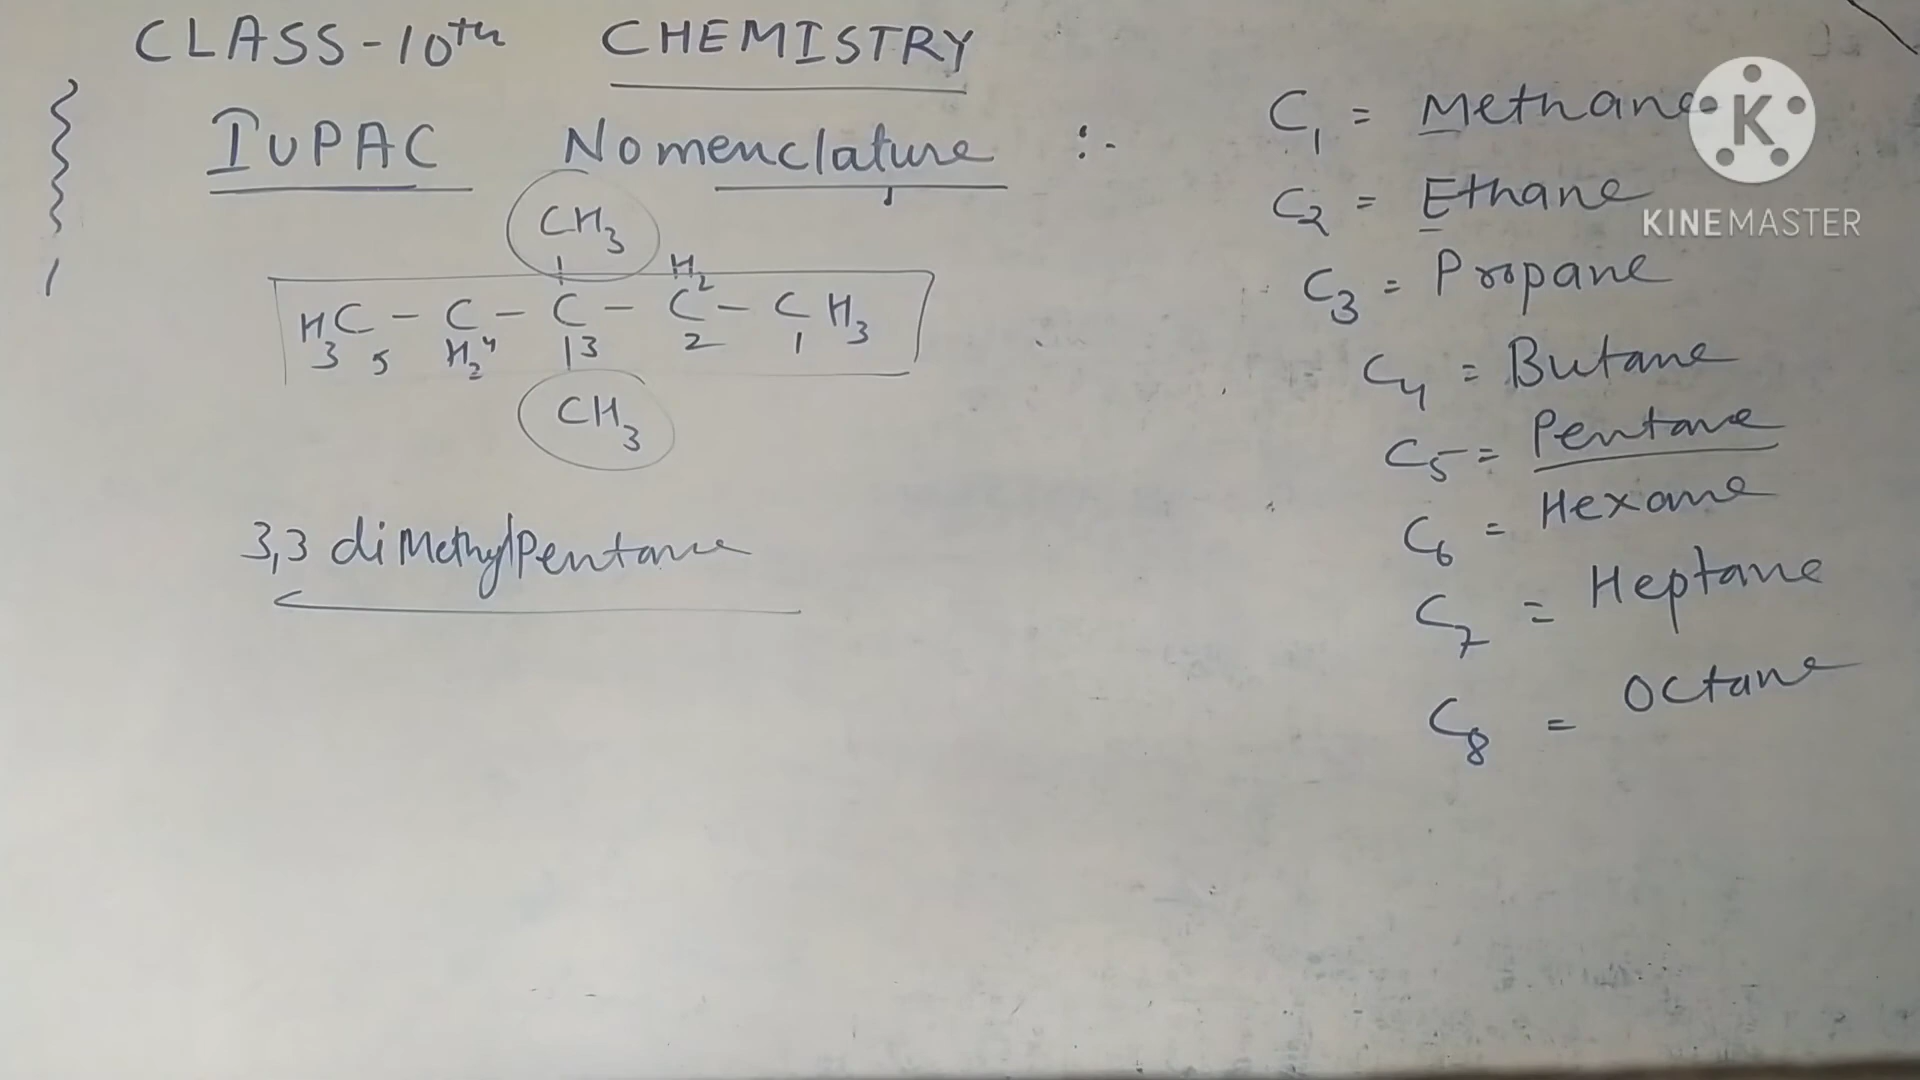 CLASS-10th CHEMISTRY
IUPAC Nomenclature :-
CH3
H2
H3C - C - C - C - CH3
5 H2 4 3 2 1
CH3
3,3 diMethylPentane
C1 = Methane
C2 = Ethane
C3 = Propane
C4 = Butane
C5 = Pentane
C6 = Hexane
C7 = Heptane
C8 = Octane
K
KINEMASTER